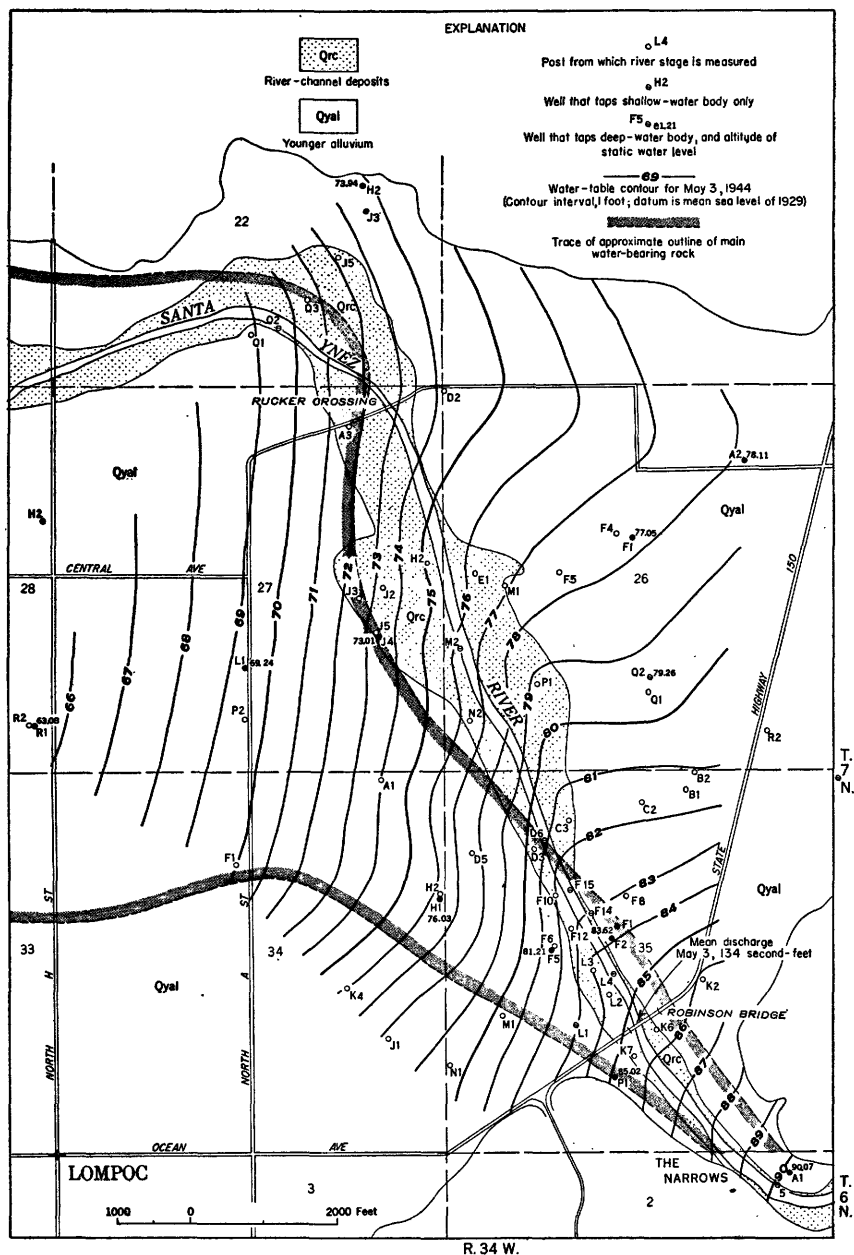 EXPLANATION
Qrc
River-channel deposits
Qyal
Younger alluvium
L4
Post from which river stage is measured
H2
Well that taps shallow-water body only
F5 e1.21
Well that taps deep-water body, and altitude of
static water level
69
Water-table contour for May 3, 1944
(Contour interval, 1 foot; datum is mean sea level of 1929)
Trace of approximate outline of main
water-bearing rock
73.94 H2
J3
22
J5
Q3
Qrc
SANTA
Q2
Q1
YNEZ
D2
RUCKER CROSSING
A3
A2 78.11
Qyal
Qyal
H2
F4
F1
77.05
150
CENTRAL AVE
28
27
72
73
74
75
76
77
78
71
70
69
68
67
66
H2
E1
M1
F5
26
J3
J2
Qrc
J5
73.01
J4
M2
L1 69.24
Q2 79.26
Q1
P1
79
RIVER
HIGHWAY
R2
63.08
R1
P2
N2
80
R2
T.
7
N.
81
B2
A1
B1
C2
C3
82
D6
D3
D5
STATE
F1
83
F15
F8
H2
H1
76.03
F10
F14
84
Qyal
F1
83.62
F2
F12
33
34
F6
81.21
F5
35
Mean discharge
May 3, 134 second-feet
ST
ST
Qyal
L3
L4
85
K2
K4
L2
ROBINSON BRIDGE
M1
L1
K6
86
J1
K7
Qrc
N1
85.02
P1
87
88
H
A
NORTH
NORTH
89
OCEAN AVE
LOMPOC
THE
NARROWS
90.07
A1
5
3
2
T.
6
N.
1000 0 2000 Feet
R. 34 W.